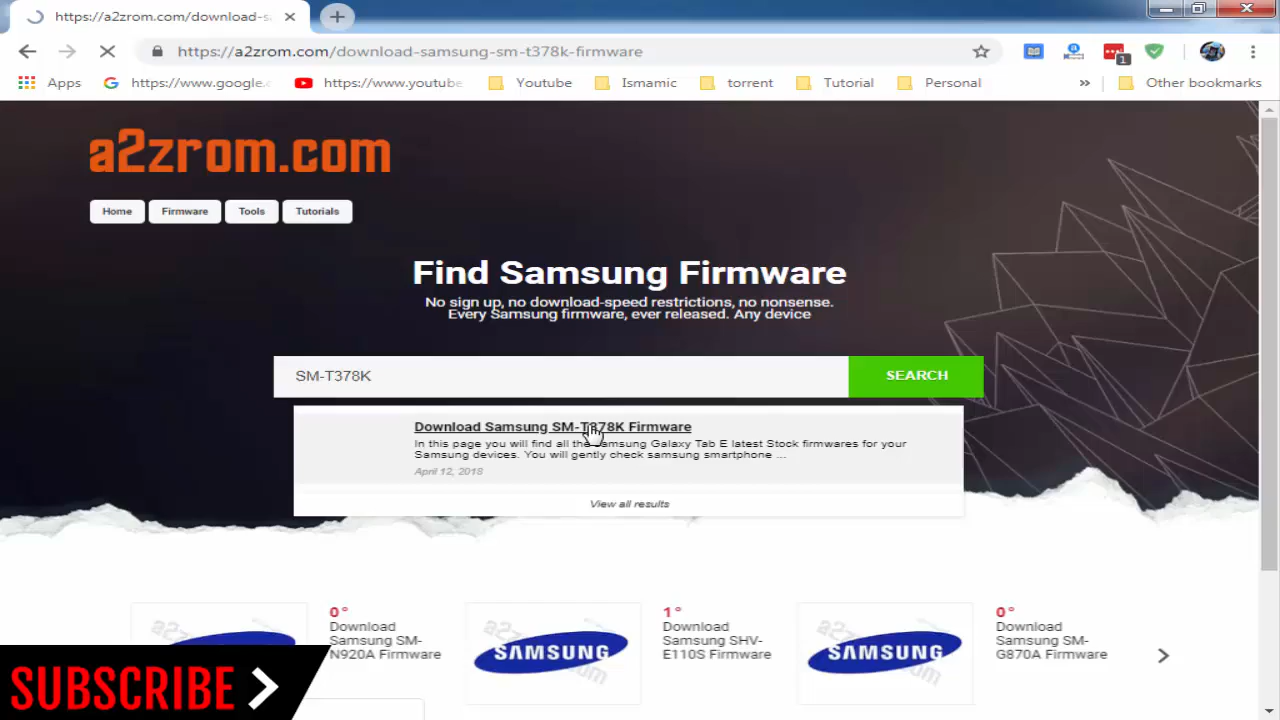 https://a2zrom.com/download-s
https://a2zrom.com/download-samsung-sm-t378k-firmware
1
Apps
https://www.google.c
https://www.youtube
Youtube
Ismamic
torrent
Tutorial
Personal
»
Other bookmarks
a2zrom.com
Home
Firmware
Tools
Tutorials
Find Samsung Firmware
No sign up, no download-speed restrictions, no nonsense.
Every Samsung firmware, ever released. Any device
SM-T378K
SEARCH
Download Samsung SM-T378K Firmware
In this page you will find all the Samsung Galaxy Tab E latest Stock firmwares for your
Samsung devices. You will gently check samsung smartphone ...
April 12, 2018
View all results
0°
Download
Samsung SM-
N920A Firmware
a2zrom
SAMSUNG
.com
1°
Download
Samsung SHV-
E110S Firmware
a2zrom
SAMSUNG
.com
0°
Download
Samsung SM-
G870A Firmware
SUBSCRIBE